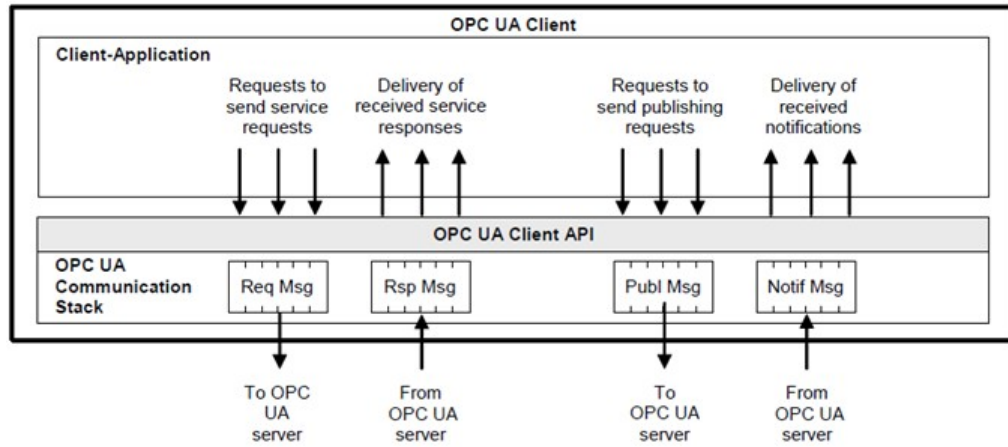 OPC UA Client
Client-Application
Requests to
send service
requests
Delivery of
received service
responses
Requests to
send publishing
requests
Delivery of
received
notifications
OPC UA Client API
OPC UA
Communication
Stack
Req Msg
Rsp Msg
Publ Msg
Notif Msg
To OPC
UA
server
From
OPC UA
server
To
OPC UA
server
From
OPC UA
server